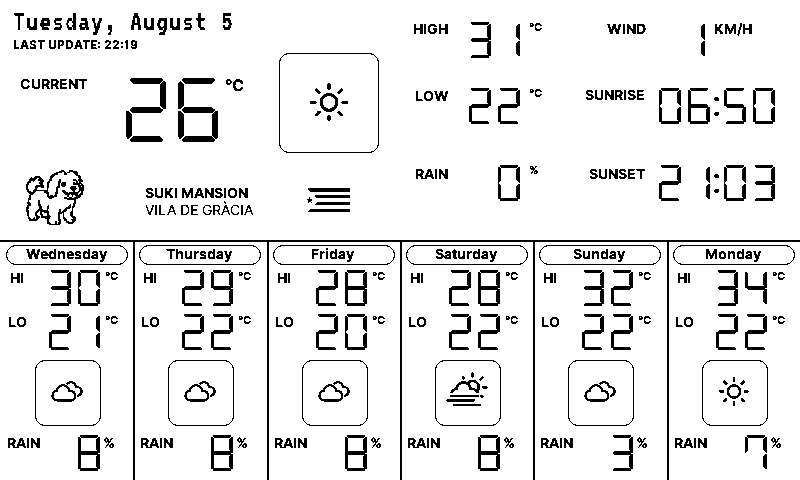 Tuesday, August 5
LAST UPDATE: 22:19
CURRENT 26 °C
HIGH 31 °C
LOW 22 °C
RAIN 0 %
WIND 1 KM/H
SUNRISE 06:50
SUNSET 21:03
SUKI MANSION
VILA DE GRÀCIA
Wednesday
HI 30 °C
LO 21 °C
RAIN 8 %
Thursday
HI 29 °C
LO 22 °C
RAIN 8 %
Friday
HI 28 °C
LO 20 °C
RAIN 8 %
Saturday
HI 28 °C
LO 22 °C
RAIN 8 %
Sunday
HI 32 °C
LO 22 °C
RAIN 3 %
Monday
HI 34 °C
LO 22 °C
RAIN 7 %